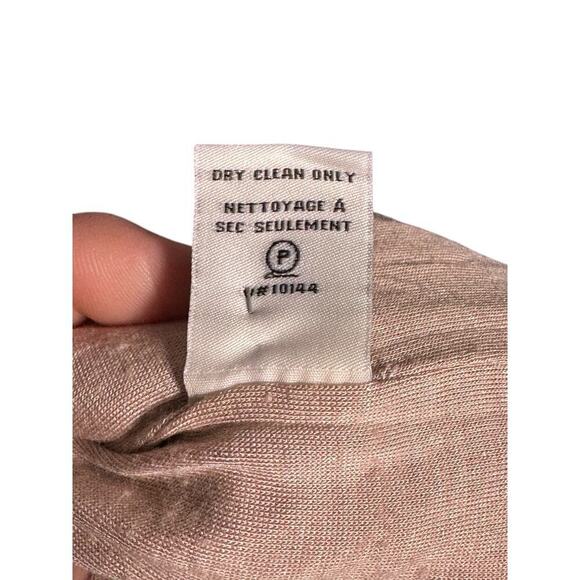 DRY CLEAN ONLY
NETTOYAGE À
SEC SEULEMENT
P
V#10144